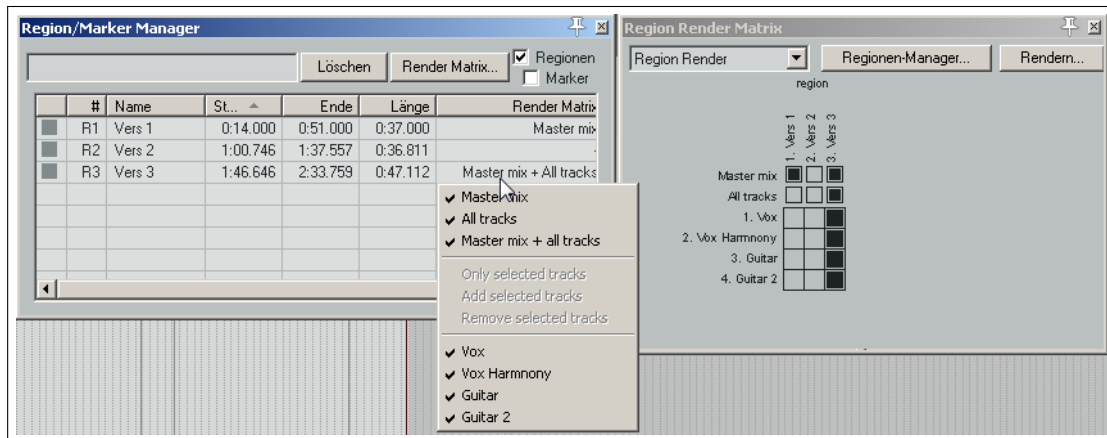 Region/Marker Manager
Löschen
Render Matrix...
Regionen
Marker
# Name St... Ende Länge Render Matrix
R1 Vers 1 0:14.000 0:51.000 0:37.000 Master mix
R2 Vers 2 1:00.746 1:37.557 0:36.811 -
R3 Vers 3 1:46.646 2:33.759 0:47.112 Master mix + All tracks
Master mix
All tracks
Master mix + all tracks
Only selected tracks
Add selected tracks
Remove selected tracks
Vox
Vox Harmnony
Guitar
Guitar 2
Region Render Matrix
Region Render
Regionen-Manager...
Rendern...
region
1. Vers 1
2. Vers 2
3. Vers 3
Master mix
All tracks
1. Vox
2. Vox Harmnony
3. Guitar
4. Guitar 2